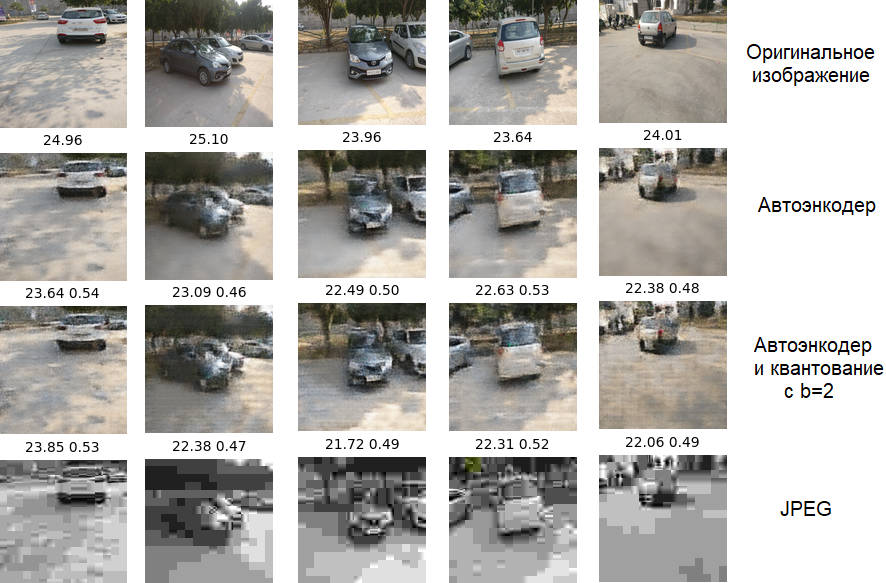 Оригинальное
изображение
24.96 25.10 23.96 23.64 24.01
Автоэнкодер
23.64 0.54 23.09 0.46 22.49 0.50 22.63 0.53 22.38 0.48
Автоэнкодер
и квантование
с b=2
23.85 0.53 22.38 0.47 21.72 0.49 22.31 0.52 22.06 0.49
JPEG